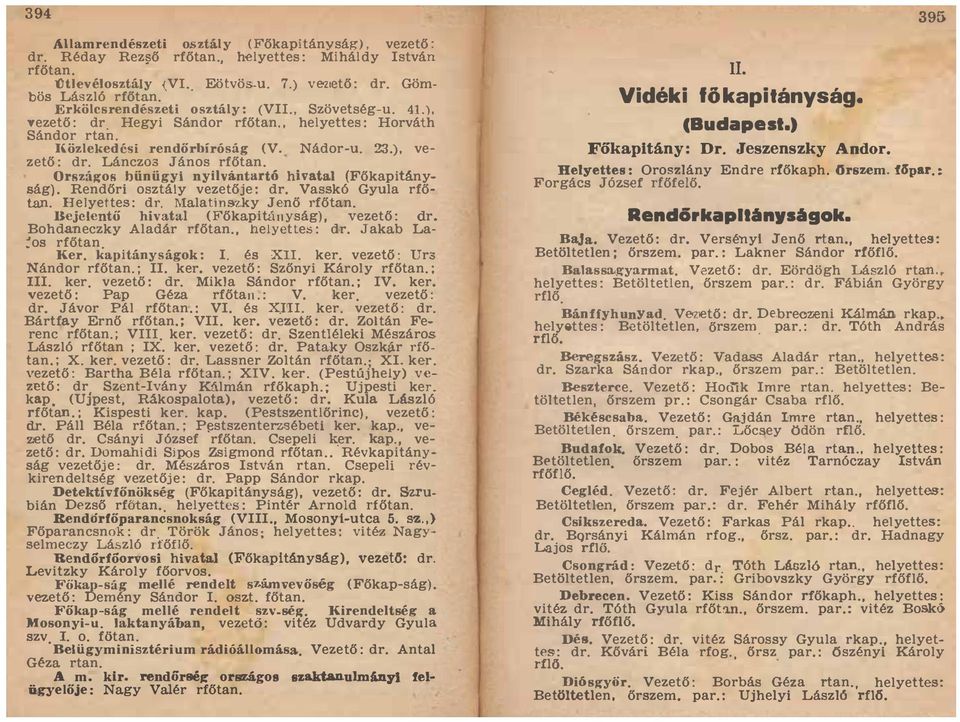 394
Államrendészeti osztály (Főkapitányság), vezető:
dr. Réday Rezső rfőtan., helyettes: Miháldy István
rfőtan.
Útlevélosztály (VI., Eötvös-u. 7.) vezető: dr. Göm-
bös László rfőtan.
Erkölcsrendészeti osztály: (VII., Szövetség-u. 41.),
vezető: dr. Hegyi Sándor rfőtan., helyettes: Horváth
Sándor rtan.
Közlekedési rendőrbíróság (V., Nádor-u. 23.), ve-
zető: dr. Lánczos János rfőtan.
Országos bűnügyi nyilvántartó hivatal (Főkapitány-
ság). Rendőri osztály vezetője: dr. Vasskó Gyula rfő-
tan. Helyettes: dr. Malatinszky Jenő rfőtan.
Bejelentő hivatal (Főkapitányság), vezető: dr.
Bohdaneczky Aladár rfőtan., helyettes: dr. Jakab La-
jos rfőtan.
Ker. kapitányságok: I. és XII. ker. vezető: Urs
Nándor rfőtan.; II. ker. vezető: Szőnyi Károly rfőtan.;
III. ker. vezető: dr. Mikla Sándor rfőtan.; IV. ker.
vezető: Pap Géza rfőtan.: V. ker. vezető:
dr. Jávor Pál rfőtan.; VI. és XIII. ker. vezető: dr.
Bártfay Ernő rfőtan.; VII. ker. vezető: dr. Zoltán Fe-
renc rfőtan.; VIII. ker. vezető: dr. Szentléleki Mészáros
László rfőtan ; IX. ker. vezető: dr. Pataky Oszkár rfő-
tan.; X. ker. vezető: dr. Lassner Zoltán rfőtan.; XI. ker.
vezető: Bartha Béla rfőtan.; XIV. ker. (Pestújhely) ve-
zető: dr. Szent-Ivány Kálmán rfőkaph.; Ujpesti ker.
kap. (Ujpest, Rákospalota), vezető: dr. Kula László
rfőtan.; Kispesti ker. kap. (Pestszentlőrinc), vezető:
dr. Páll Béla rfőtan.; Pestszenterzsébeti ker. kap., ve-
zető dr. Csányi József rfőtan. Csepeli ker. kap., ve-
zető: dr. Domahidi Sipos Zsigmond rfőtan.. Révkapitány-
ság vezetője: dr. Mészáros István rtan. Csepeli rév-
kirendeltség vezetője: dr. Papp Sándor rkap.
Detektívfőnökség (Főkapitányság), vezető: dr. Szru-
bián Dezső rfőtan., helyettes: Pintér Arnold rfőtan.
Rendőrfőparancsnokság (VIII., Mosonyi-utca 5. sz.,)
Főparancsnok: dr. Török János; helyettes: vitéz Nagy-
selmeczy László rfőflő.
Rendőrfőorvosi hivatal (Főkapitányság), vezető: dr.
Levitzky Károly főorvos.
Főkap-ság mellé rendelt számvevőség (Főkap-ság).
vezető: Demény Sándor I. oszt. főtan.
Főkap-ság mellé rendelt szv-ség. Kirendeltség a
Mosonyi-u. laktanyában, vezető: vitéz Udvardy Gyula
szv. I. o. főtan.
Belügyminisztérium rádióállomása. Vezető: dr. Antal
Géza rtan.
A m. kir. rendőrség országos szaktanulmányi fel-
ügyelője: Nagy Valér rfőtan.
395
II.
Vidéki főkapitányság.
(Budapest.)
Főkapitány: Dr. Jeszenszky Andor.
Helyettes: Oroszlány Endre rfőkaph. őrszem. főpar.:
Forgács József rfőfelő.
Rendőrkapitányságok.
Baja. Vezető: dr. Versényi Jenő rtan., helyettes:
Betöltetlen; őrszem. par.: Lakner Sándor rfőflő.
Balassagyarmat. Vezető: dr. Eördögh László rtan.,
helyettes: Betöltetlen, őrszem par.: dr. Fábián György
rflő.
Bánffyhunyad. Vezető: dr. Debreczeni Kálmán rkap.,
helyettes: Betöltetlen, őrszem par.: dr. Tóth András
rflő.
Beregszász. Vezető: Vadass Aladár rtan., helyettes:
dr. Szarka Sándor rkap., őrszem par.: Betöltetlen.
Beszterce. Vezető: Hodik Imre rtan. helyettes: Be-
töltetlen, őrszem pr.: Csongár Csaba rflő.
Békéscsaba. Vezető: Gajdán Imre rtan., helyettes:
Betöltetlen. őrszem. par.: Lőcsey Ödön rflő.
Budafok. Vezető: dr. Dobra László rtan., helyettes:
Betöltetlen, őrszem par.: vitéz Tarnóczay István
rfőflő.
Cegléd. Vezető: dr. Fejér Albert rtan., helyettes:
Betöltetlen, őrszem par.: dr. Fehér Mihály rfőflő.
Csíkszereda. Vezető: Farkas Pál rkap.. helyettes:
dr. Borsányi Kálmán rfog., őrsz. par.: dr. Hadnagy
Lajos rflő.
Csongrád: Vezető: dr. Tóth László rtan., helyettes:
Betöltetlen, őrszem par.: Gribovszky György rfőflő.
Debrecen. Vezető: Kiss Sándor rfőkaph., helyettes:
vitéz dr. Tóth Gyula rfőtan., őrszem. par.: vitéz Boskó
Mihály rfőflő.
Dés. Vezető: dr. vitéz Sárossy Gyula rkap., helyet-
tes: dr. Kővári Béla rfog., őrsz. par.: Őszényi Károly
rflő.
Diósgyőr. Vezető: Borbás Géza rtan., helyettes:
Betöltetlen, őrszem. par.: Ujhelyi László rflő.